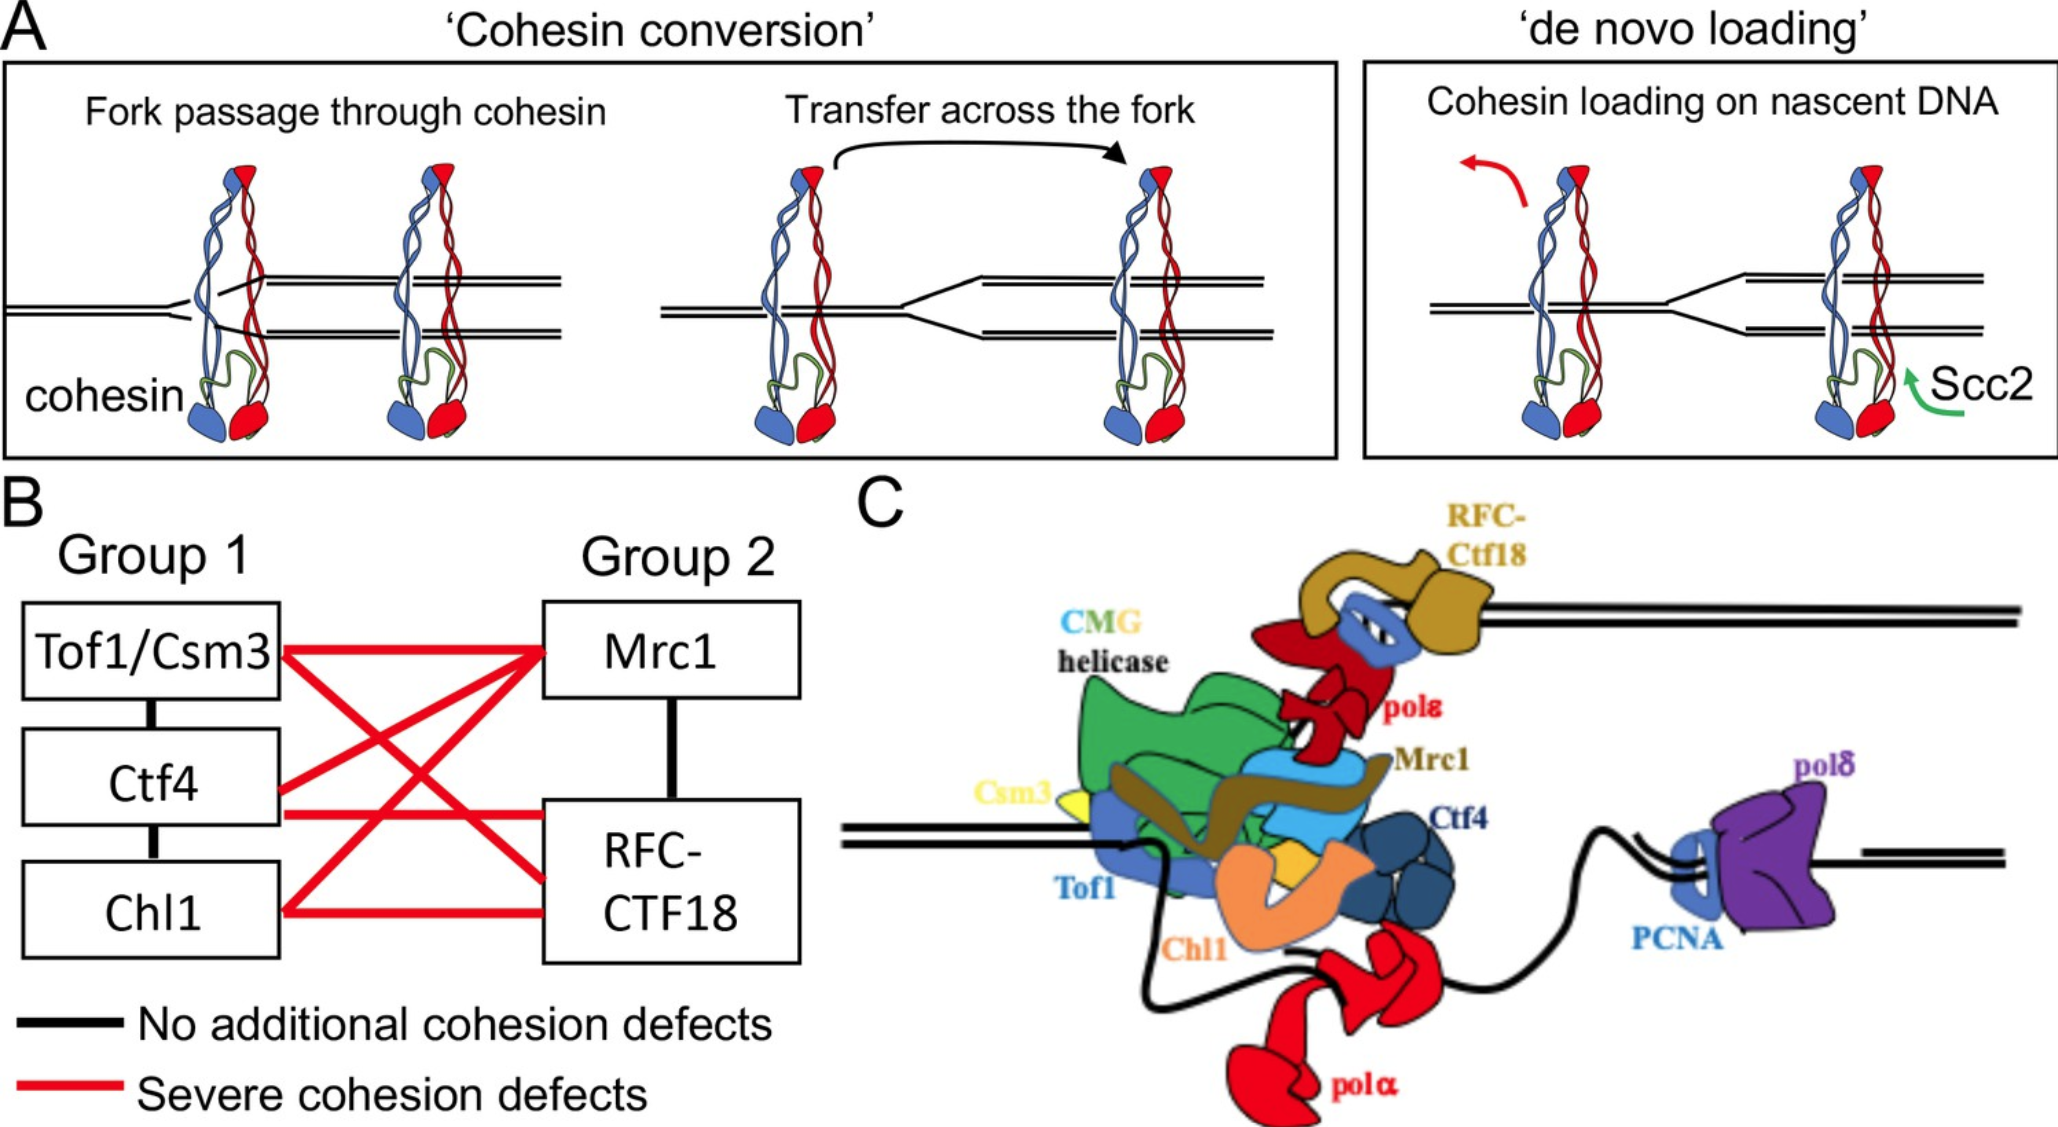 A
‘Cohesin conversion’
‘de novo loading’
Fork passage through cohesin
Transfer across the fork
Cohesin loading on nascent DNA
cohesin
Scc2
B
Group 1
Group 2
Tof1/Csm3
Mrc1
Ctf4
RFC-
CTF18
Chl1
No additional cohesion defects
Severe cohesion defects
C
RFC-
Ctf18
CMG
helicase
polε
Mrc1
Csm3
Ctf4
polδ
Tof1
Chl1
PCNA
polα